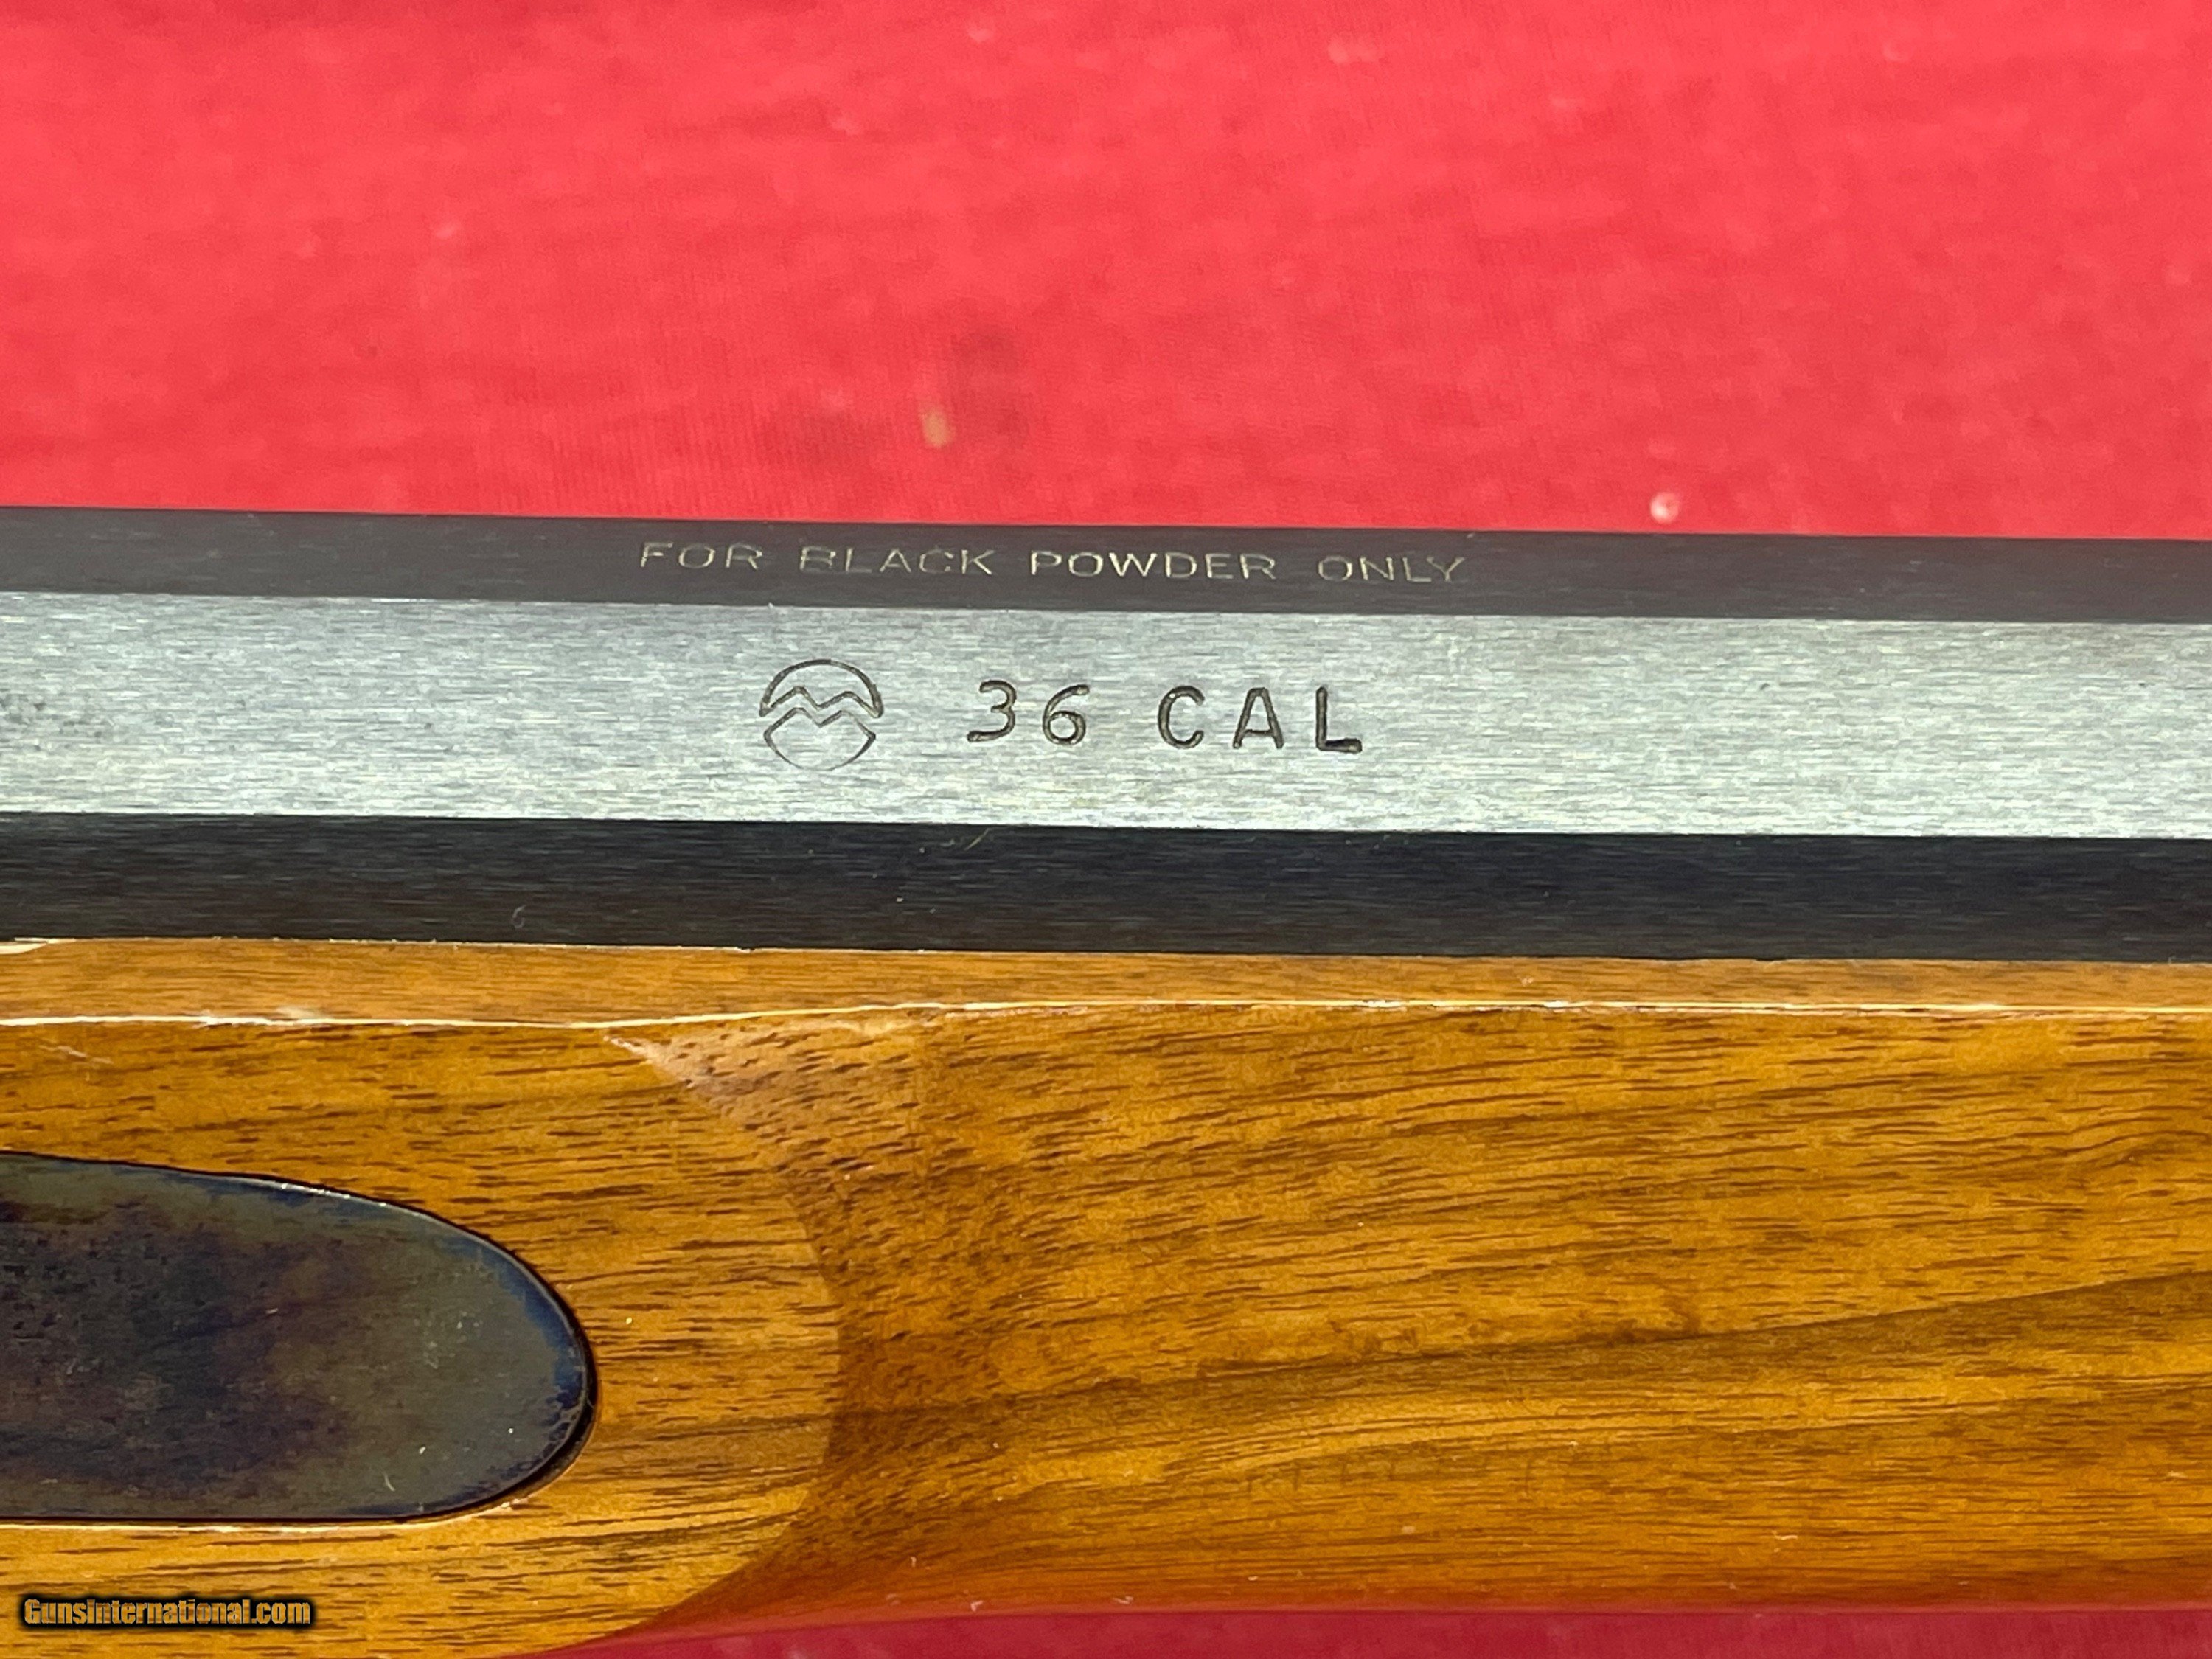 FOR BLACK POWDER ONLY
36 CAL
GunsInternational.com